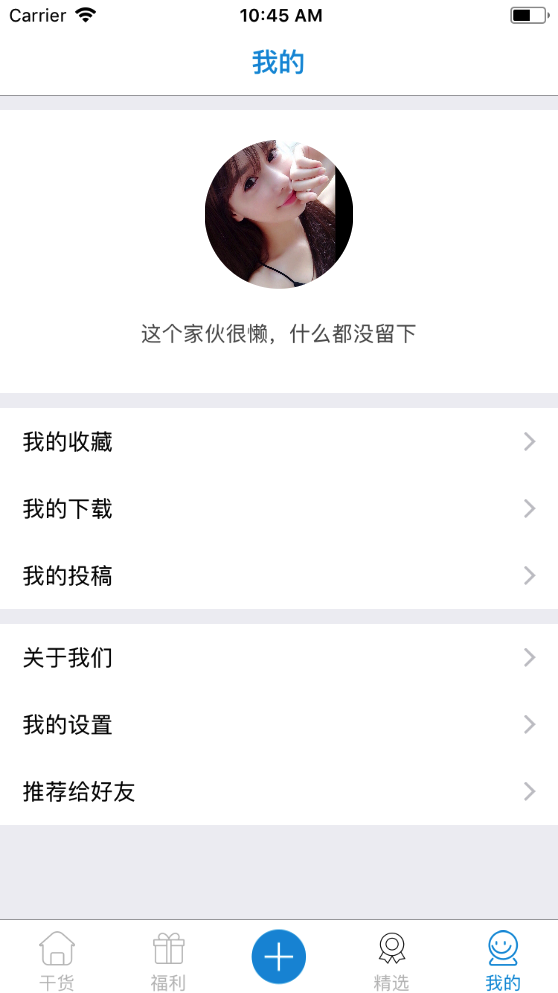 Carrier 10:45 AM
我的
这个家伙很懒，什么都没留下
我的收藏
我的下载
我的投稿
关于我们
我的设置
推荐给好友
干货 福利 精选 我的